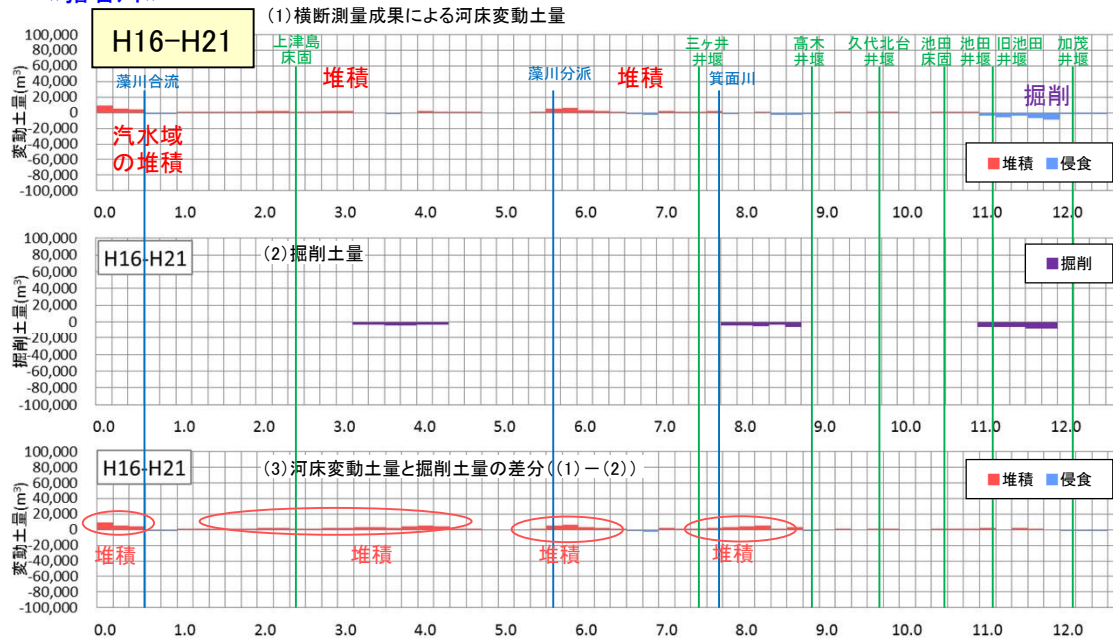 H16-H21
(1)横断測量成果による河床変動土量
変動土量(m³)
100,000
80,000
60,000
40,000
20,000
0
-20,000
-40,000
-60,000
-80,000
-100,000
藻川合流
上津島
床固
堆積
藻川分派
堆積
三ヶ井
井堰
箕面川
高木
井堰
久代北台
井堰
池田
床固
池田
井堰
旧池田
井堰
加茂
井堰
掘削
汽水域
の堆積
堆積 侵食
0.0 1.0 2.0 3.0 4.0 5.0 6.0 7.0 8.0 9.0 10.0 11.0 12.0
H16-H21
(2)掘削土量
掘削
掘削土量(m³)
100,000
80,000
60,000
40,000
20,000
0
-20,000
-40,000
-60,000
-80,000
-100,000
0.0 1.0 2.0 3.0 4.0 5.0 6.0 7.0 8.0 9.0 10.0 11.0 12.0
H16-H21
(3)河床変動土量と掘削土量の差分((1)－(2))
堆積 侵食
変動土量(m³)
100,000
80,000
60,000
40,000
20,000
0
-20,000
-40,000
-60,000
-80,000
-100,000
堆積
堆積
堆積
堆積
0.0 1.0 2.0 3.0 4.0 5.0 6.0 7.0 8.0 9.0 10.0 11.0 12.0